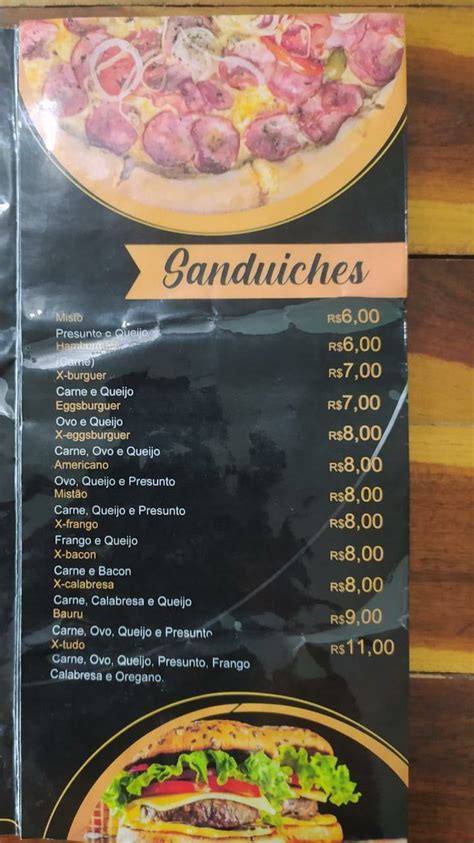 Sanduiches
Misto R$6,00
Presunto e Queijo
Hamburguer R$6,00
(Carne)
X-burguer R$7,00
Carne e Queijo
Eggsburguer R$7,00
Ovo e Queijo
X-eggsburguer R$8,00
Carne, Ovo e Queijo
Americano R$8,00
Ovo, Queijo e Presunto
Mistão R$8,00
Carne, Queijo e Presunto
X-frango R$8,00
Frango e Queijo
X-bacon R$8,00
Carne e Bacon
X-calabresa R$8,00
Carne, Calabresa e Queijo
Bauru R$9,00
Carne, Ovo, Queijo e Presunto
X-tudo R$11,00
Carne, Ovo, Queijo, Presunto, Frango
Calabresa e Oregano.